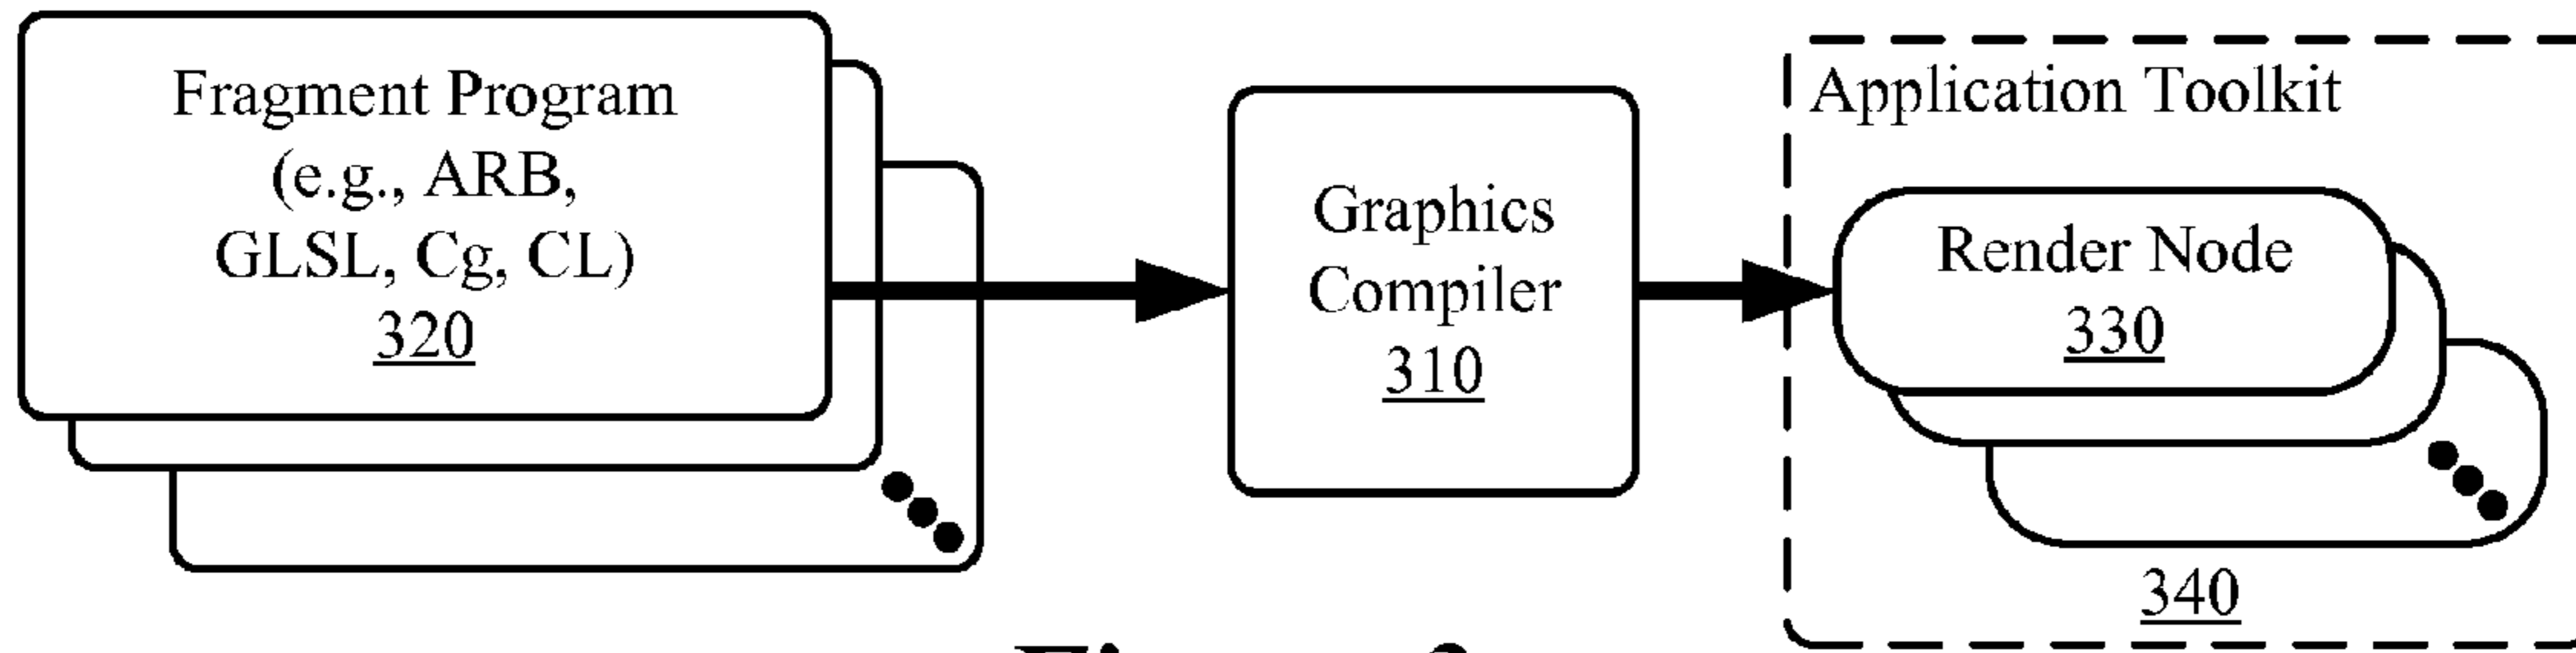 Fragment Program
(e.g., ARB,
GLSL, Cg, CL)
320
Graphics
Compiler
310
Application Toolkit
Render Node
330
340